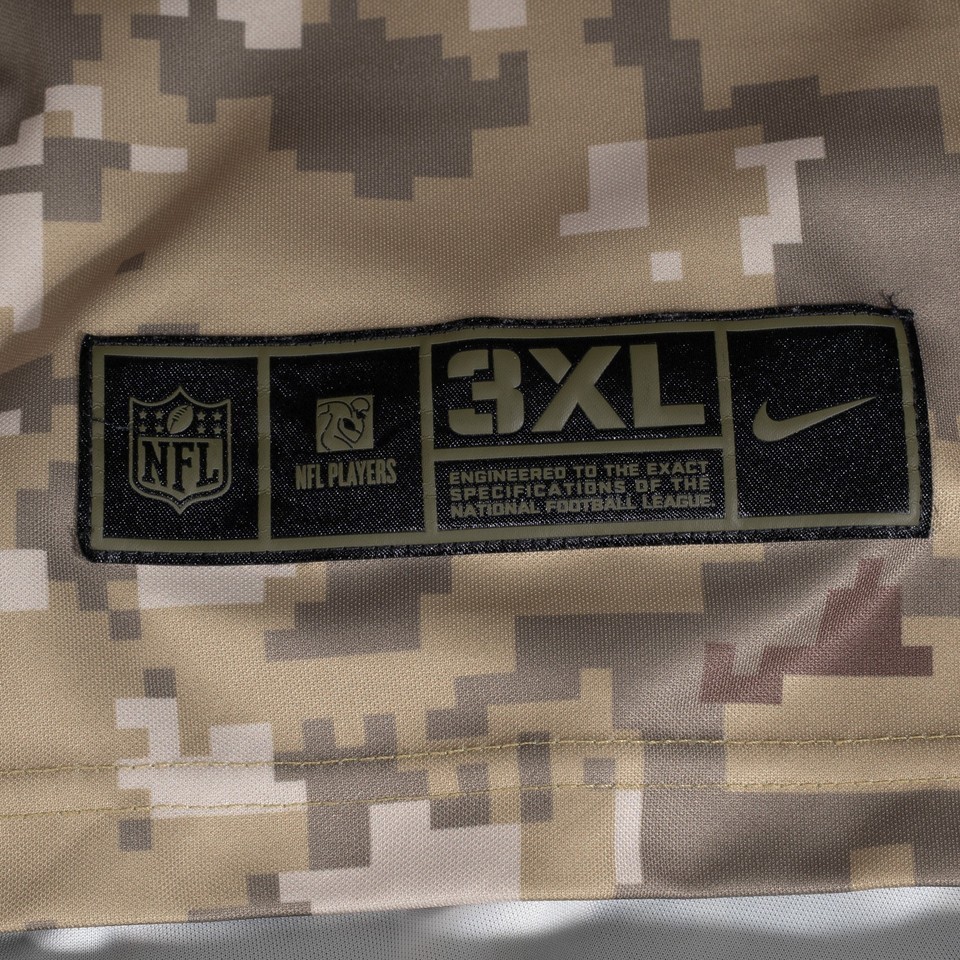 NFL
NFL PLAYERS
3XL
ENGINEERED TO THE EXACT
SPECIFICATIONS OF THE
NATIONAL FOOTBALL LEAGUE.